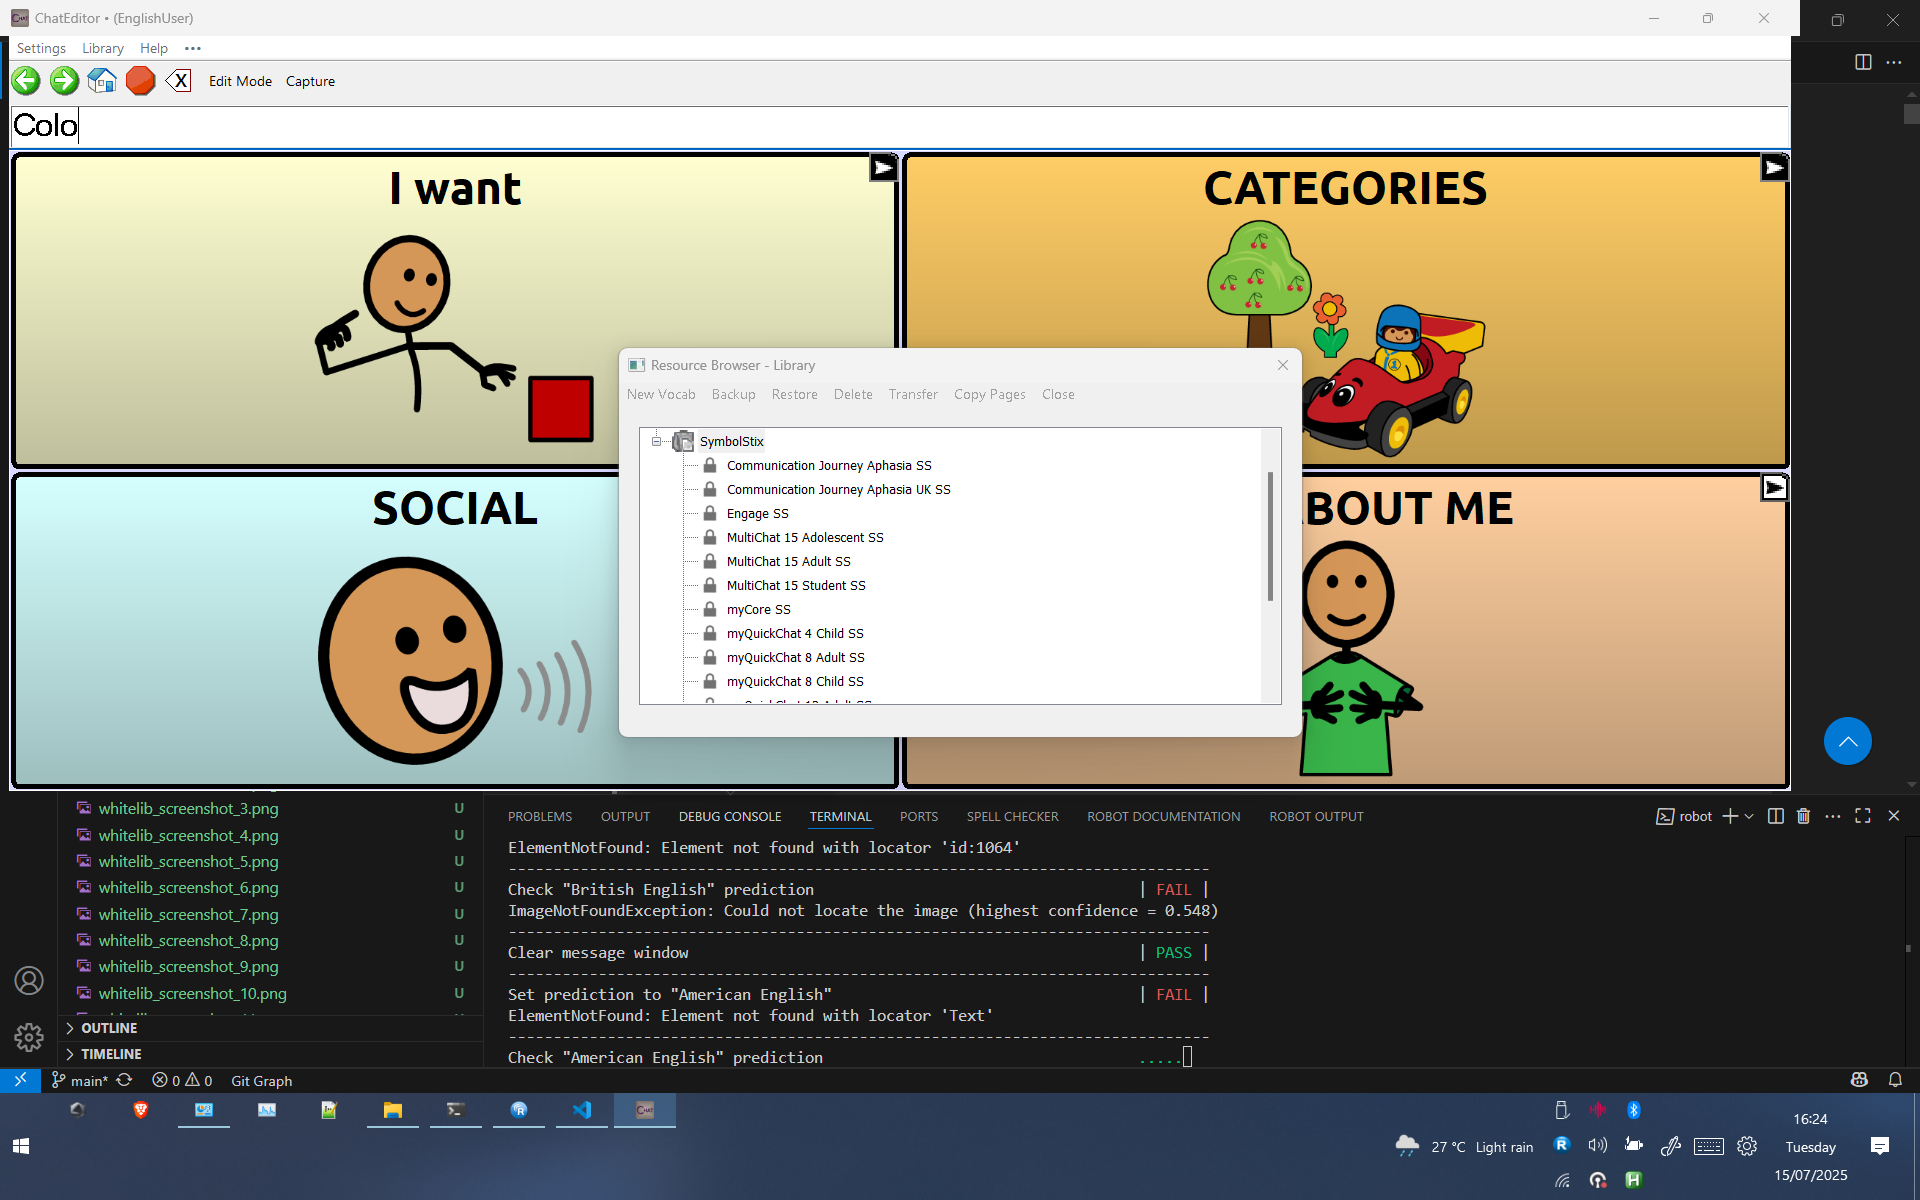 ChatEditor • (EnglishUser)
Settings Library Help •••
Edit Mode Capture
Colo
I want
CATEGORIES
SOCIAL
BOUT ME
Resource Browser - Library
New Vocab Backup Restore Delete Transfer Copy Pages Close
SymbolStix
Communication Journey Aphasia SS
Communication Journey Aphasia UK SS
Engage SS
MultiChat 15 Adolescent SS
MultiChat 15 Adult SS
MultiChat 15 Student SS
myCore SS
myQuickChat 4 Child SS
myQuickChat 8 Adult SS
myQuickChat 8 Child SS
whitelib_screenshot_3.png U
whitelib_screenshot_4.png U
whitelib_screenshot_5.png U
whitelib_screenshot_6.png U
whitelib_screenshot_7.png U
whitelib_screenshot_8.png U
whitelib_screenshot_9.png U
whitelib_screenshot_10.png U
OUTLINE
TIMELINE
PROBLEMS OUTPUT DEBUG CONSOLE TERMINAL PORTS SPELL CHECKER ROBOT DOCUMENTATION ROBOT OUTPUT
robot
ElementNotFound: Element not found with locator 'id:1064'
------------------------------------------------------------------------------
Check "British English" prediction | FAIL |
ImageNotFoundException: Could not locate the image (highest confidence = 0.548)
------------------------------------------------------------------------------
Clear message window | PASS |
------------------------------------------------------------------------------
Set prediction to "American English" | FAIL |
ElementNotFound: Element not found with locator 'Text'
------------------------------------------------------------------------------
Check "American English" prediction .....
main* 0 0 Git Graph
27 °C Light rain
16:24
Tuesday
15/07/2025